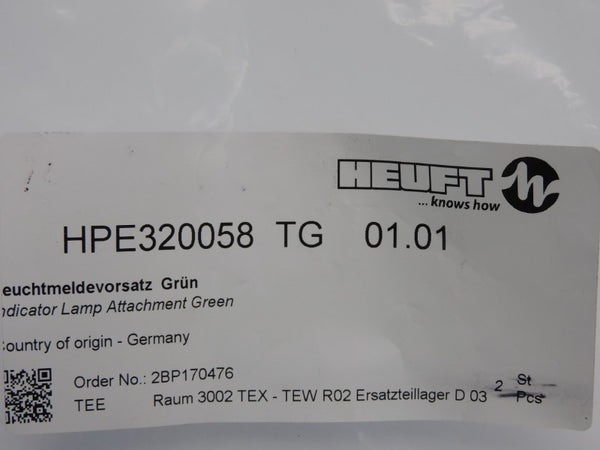 HEUFT
... knows how
HPE320058 TG 01.01
euchtmeldevorsatz Grün
ndicator Lamp Attachment Green
Country of origin - Germany
Order No.: 2BP170476
2 St
TEE Raum 3002 TEX - TEW R02 Ersatzteillager D 03 Pcs